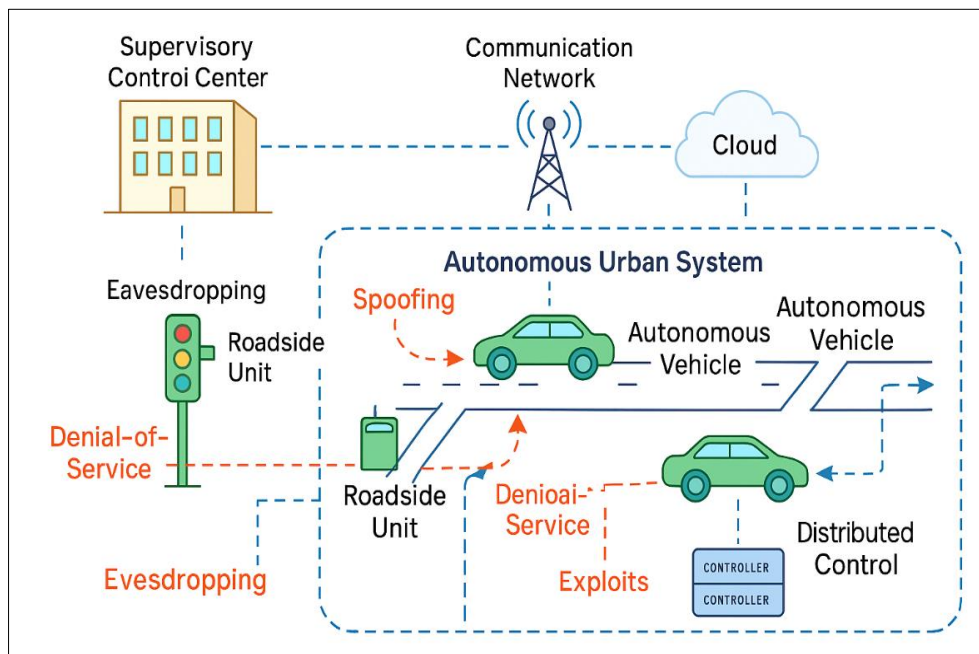 Supervisory
Controi Center
Communication
Network
Cloud
Autonomous Urban System
Eavesdropping
Roadside
Unit
Spoofing
Autonomous
Vehicle
Autonomous
Vehicle
Denial-of-
Service
Roadside
Unit
Denioai-
Service
Evesdropping
Exploits
Distributed
Control
CONTROLLER
CONTROLLER